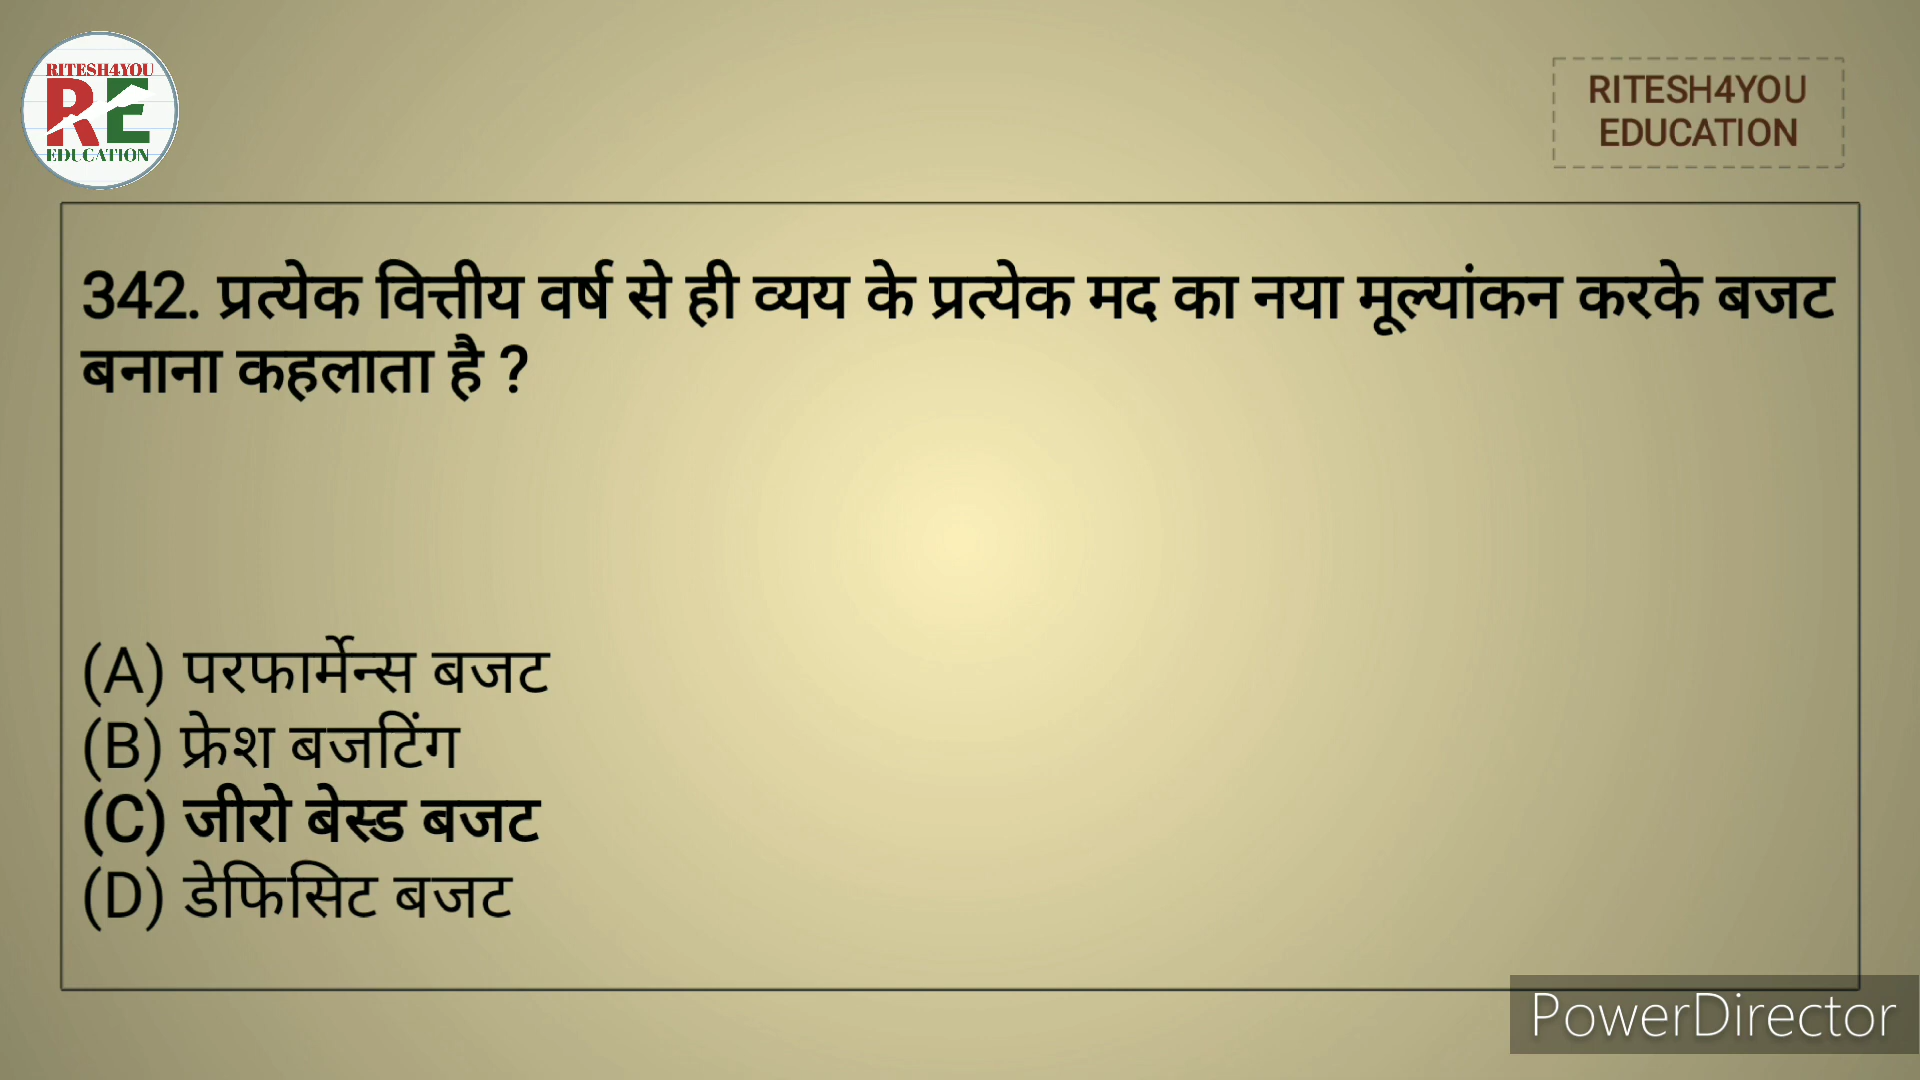 RITESH4YOU
RE
EDUCATION
RITESH4YOU
EDUCATION
342. प्रत्येक वित्तीय वर्ष से ही व्यय के प्रत्येक मद का नया मूल्यांकन करके बजट
बनाना कहलाता है ?
(A) परफार्मेन्स बजट
(B) फ्रेश बजटिंग
(C) जीरो बेस्ड बजट
(D) डेफिसिट बजट
PowerDirector